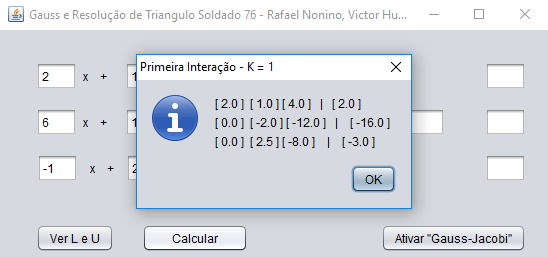 Gauss e Resolução de Triangulo Soldado 76 - Rafael Nonino, Victor Hu...
Primeira Interação - K = 1
2 x + 1
[ 2.0 ] [ 1.0 ] [ 4.0 ] | [ 2.0 ]
6 x + 1
[ 0.0 ] [ -2.0 ] [ -12.0 ] | [ -16.0 ]
[ 0.0 ] [ 2.5 ] [ -8.0 ] | [ -3.0 ]
-1 x + 2
OK
Ver L e U Calcular Ativar "Gauss-Jacobi"